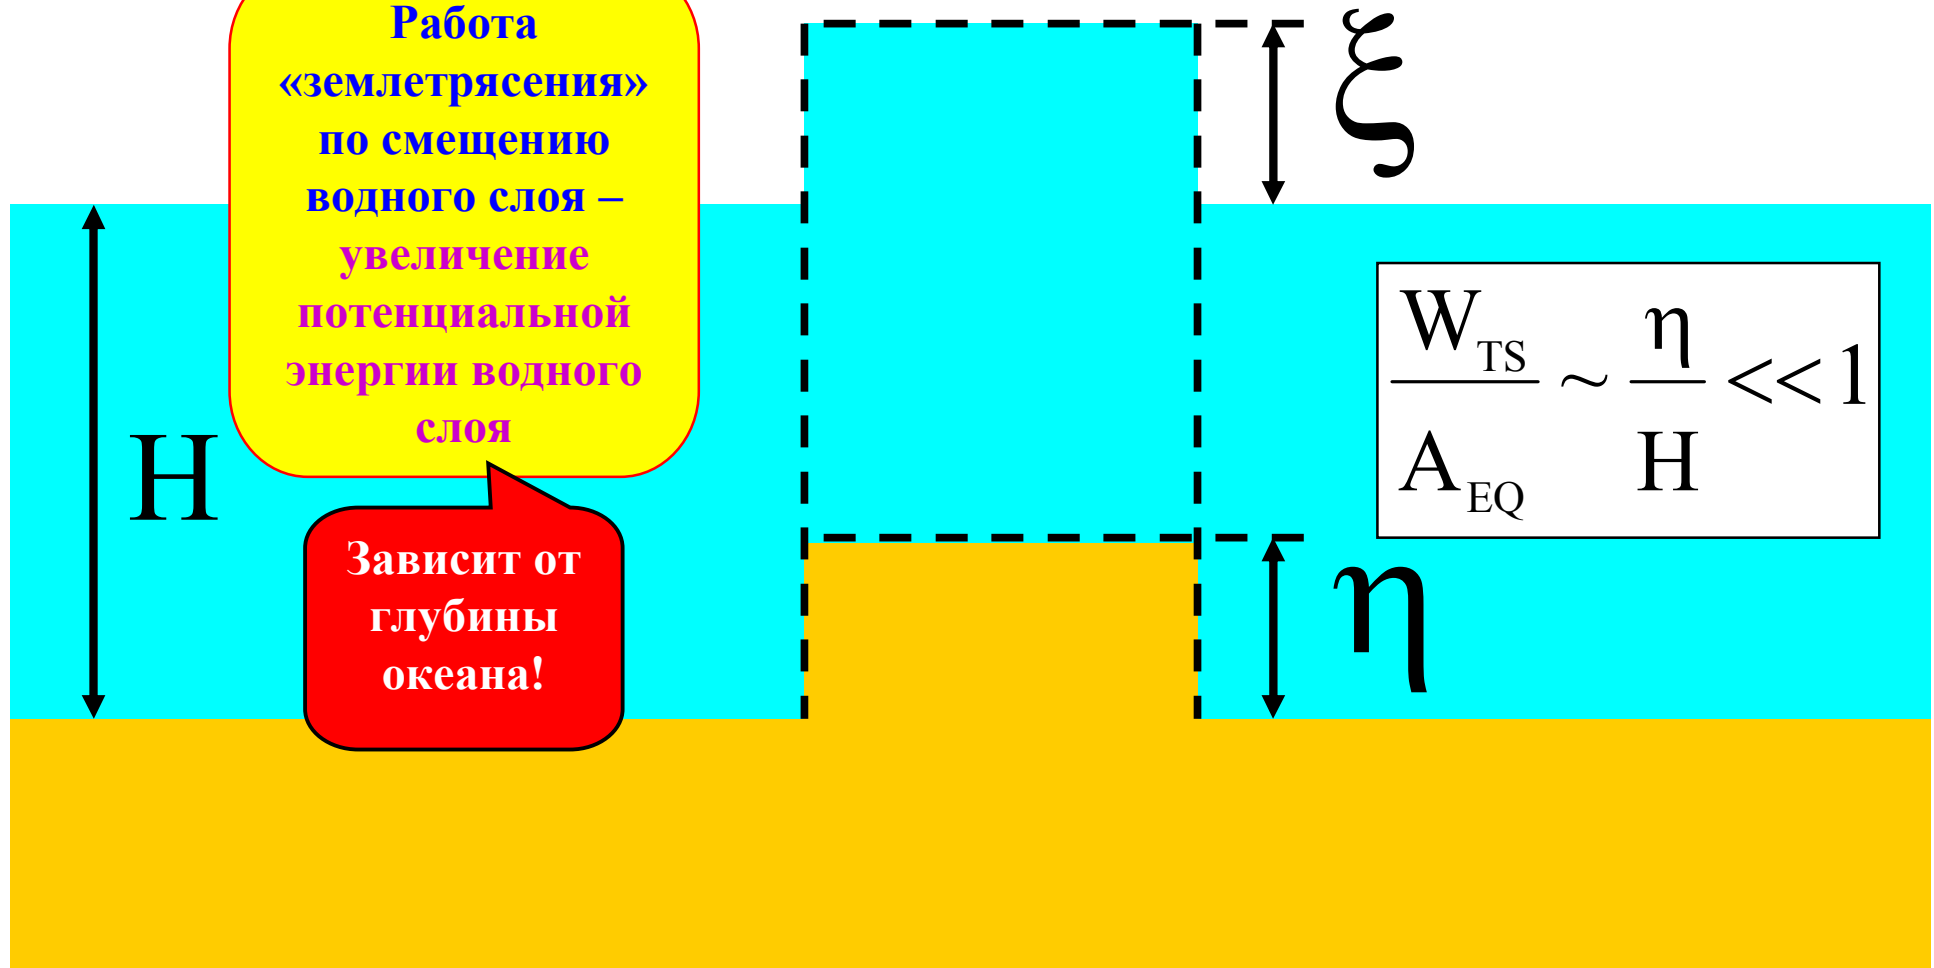 Работа
«землетрясения»
по смещению
водного слоя –
увеличение
потенциальной
энергии водного
слоя
Зависит от
глубины
океана!
H
ξ
η
W_TS / A_EQ ~ η / H << 1